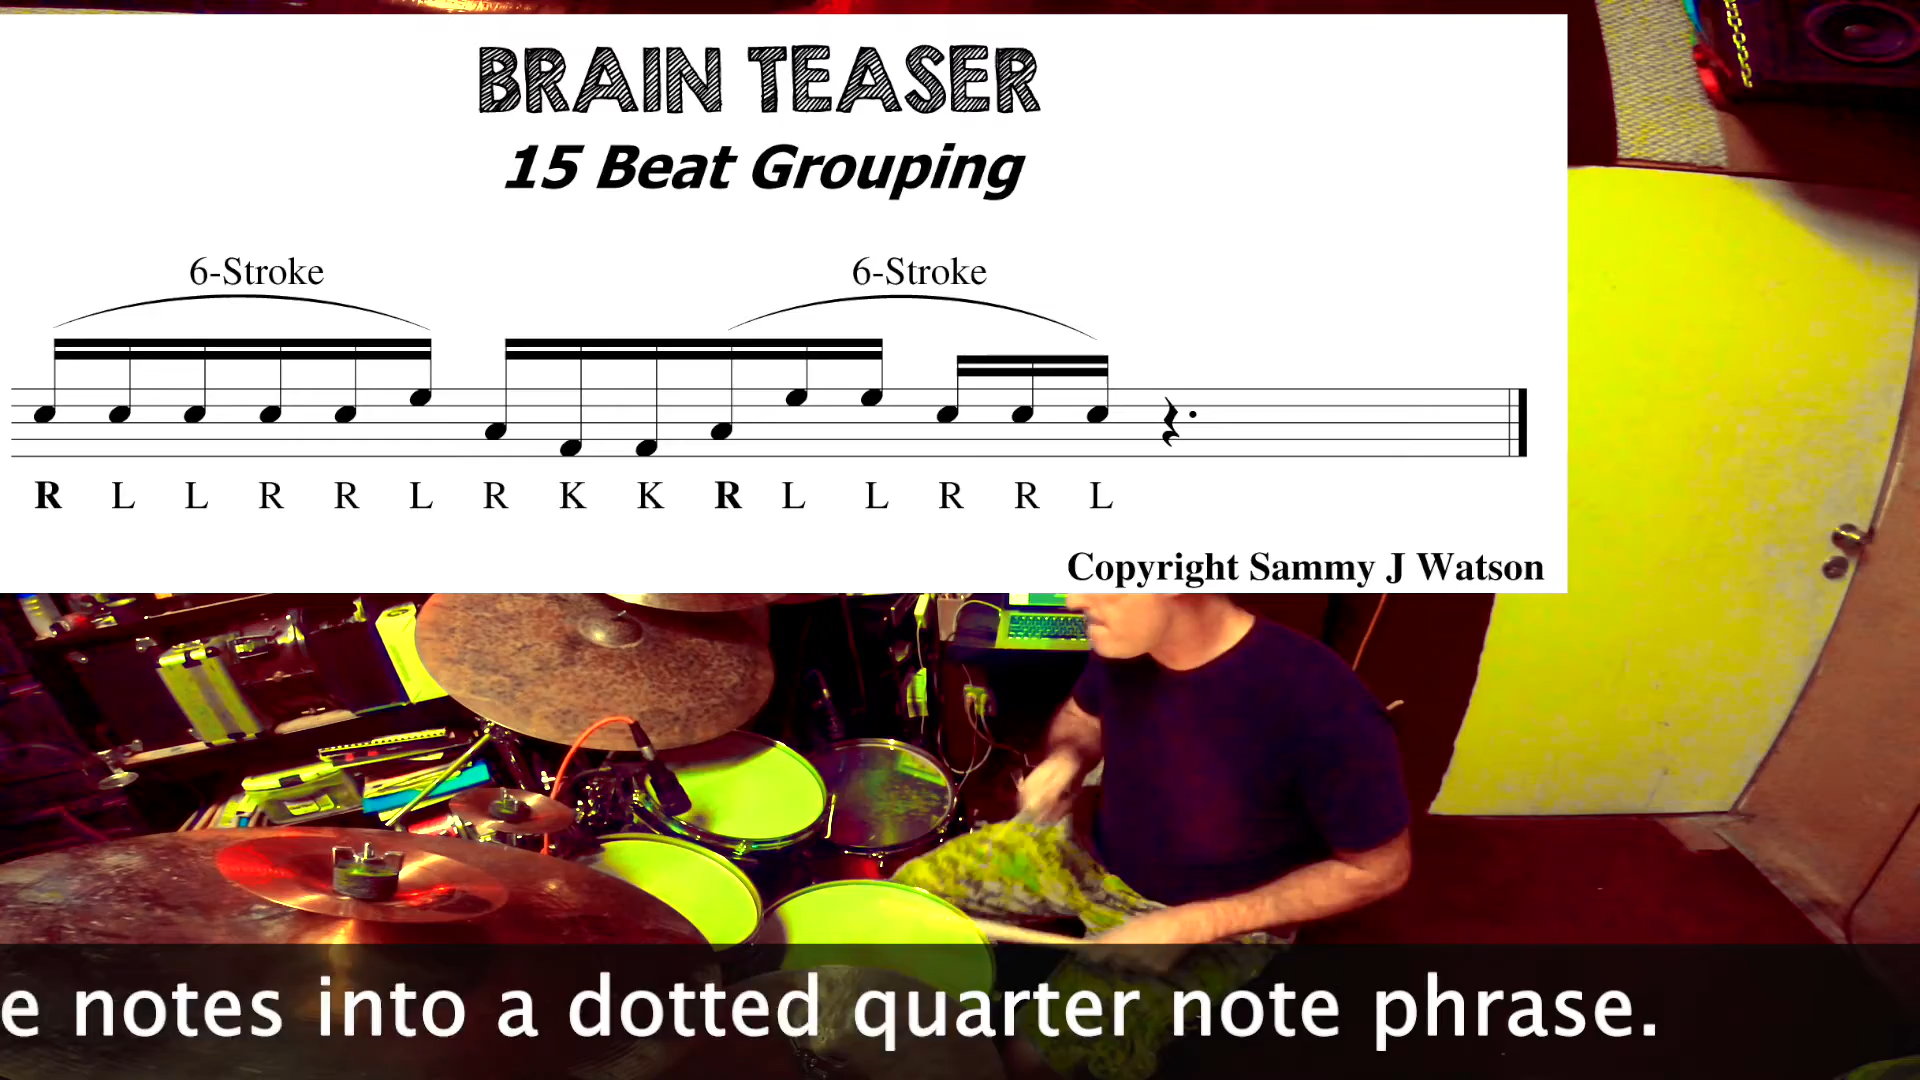 BRAIN TEASER
15 Beat Grouping
6-Stroke 6-Stroke
R L L R R L R K K R L L R R L
Copyright Sammy J Watson
e notes into a dotted quarter note phrase.